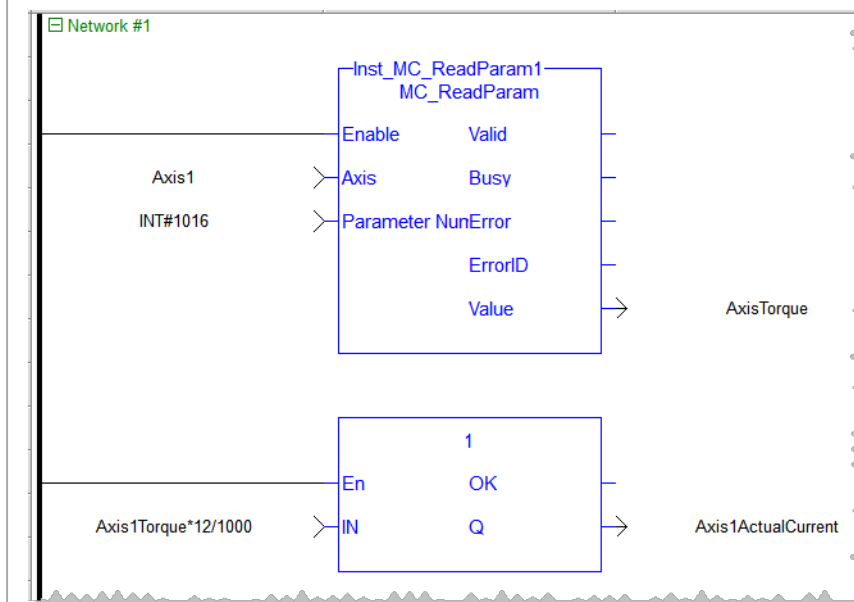 Network #1
Inst_MC_ReadParam1
MC_ReadParam
Enable Valid
Axis1 Axis Busy
INT#1016 Parameter NunError
ErrorID
Value AxisTorque
1
En OK
Axis1Torque*12/1000 IN Q Axis1ActualCurrent